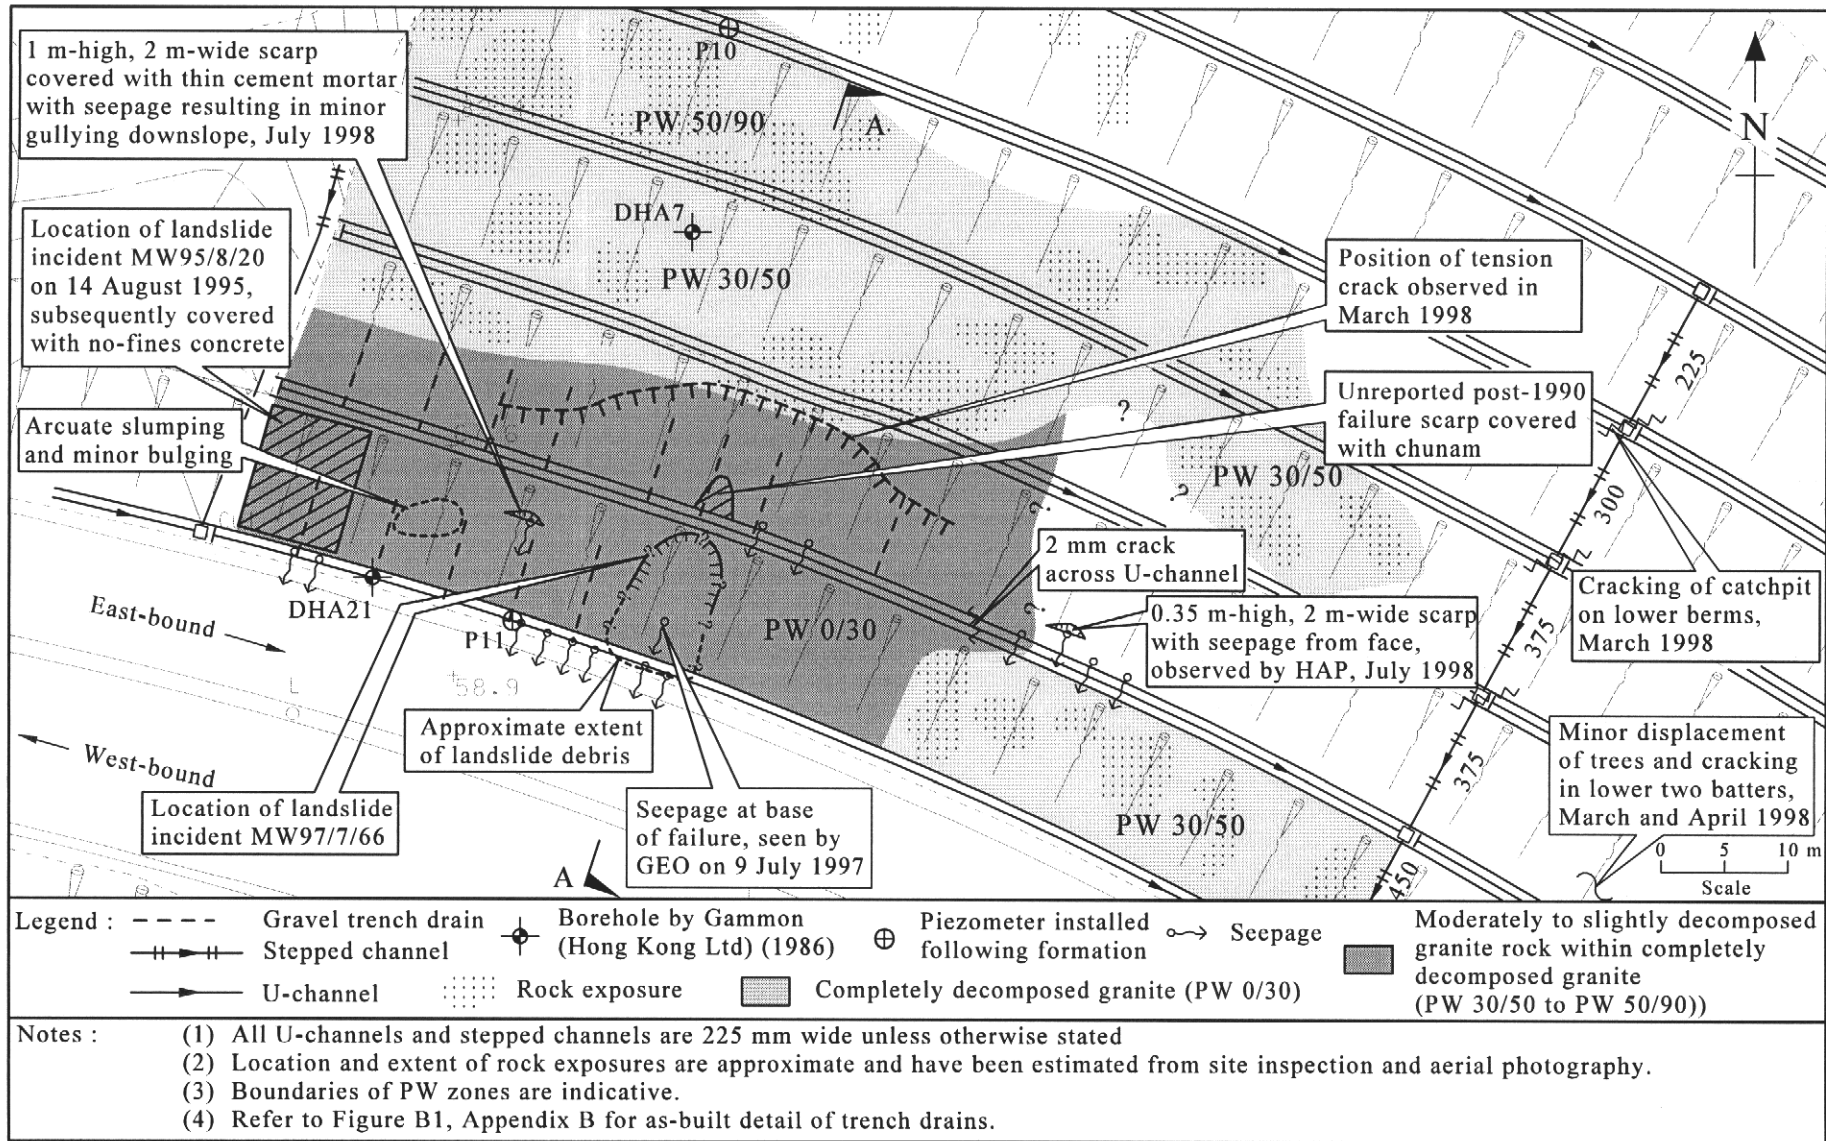 1 m-high, 2 m-wide scarp
covered with thin cement mortar
with seepage resulting in minor
gullying downslope, July 1998
P10
PW 50/90
A
N
Location of landslide
incident MW95/8/20
on 14 August 1995,
subsequently covered
with no-fines concrete
DHA7
PW 30/50
Position of tension
crack observed in
March 1998
225
Arcuate slumping
and minor bulging
Unreported post-1990
failure scarp covered
with chunam
?
?
?
?
PW 30/50
300
2 mm crack
across U-channel
Cracking of catchpit
on lower berms,
March 1998
375
East-bound
DHA21
P11
PW 0/30
0.35 m-high, 2 m-wide scarp
with seepage from face,
observed by HAP, July 1998
58.9
L
O
Approximate extent
of landslide debris
West-bound
375
Minor displacement
of trees and cracking
in lower two batters,
March and April 1998
Location of landslide
incident MW97/7/66
Seepage at base
of failure, seen by
GEO on 9 July 1997
PW 30/50
450
0 5 10 m
Scale
A
Legend :
Gravel trench drain
Stepped channel
U-channel
Borehole by Gammon
(Hong Kong Ltd) (1986)
Rock exposure
Piezometer installed
following formation
Seepage
Completely decomposed granite (PW 0/30)
Moderately to slightly decomposed
granite rock within completely
decomposed granite
(PW 30/50 to PW 50/90))
Notes :
(1) All U-channels and stepped channels are 225 mm wide unless otherwise stated
(2) Location and extent of rock exposures are approximate and have been estimated from site inspection and aerial photography.
(3) Boundaries of PW zones are indicative.
(4) Refer to Figure B1, Appendix B for as-built detail of trench drains.